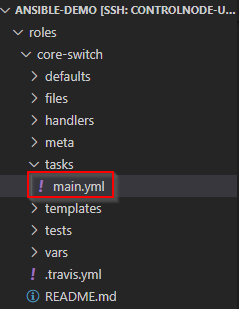 ANSIBLE-DEMO [SSH: CONTROLNODE-U...
roles
core-switch
defaults
files
handlers
meta
tasks
! main.yml
templates
tests
vars
! .travis.yml
README.md